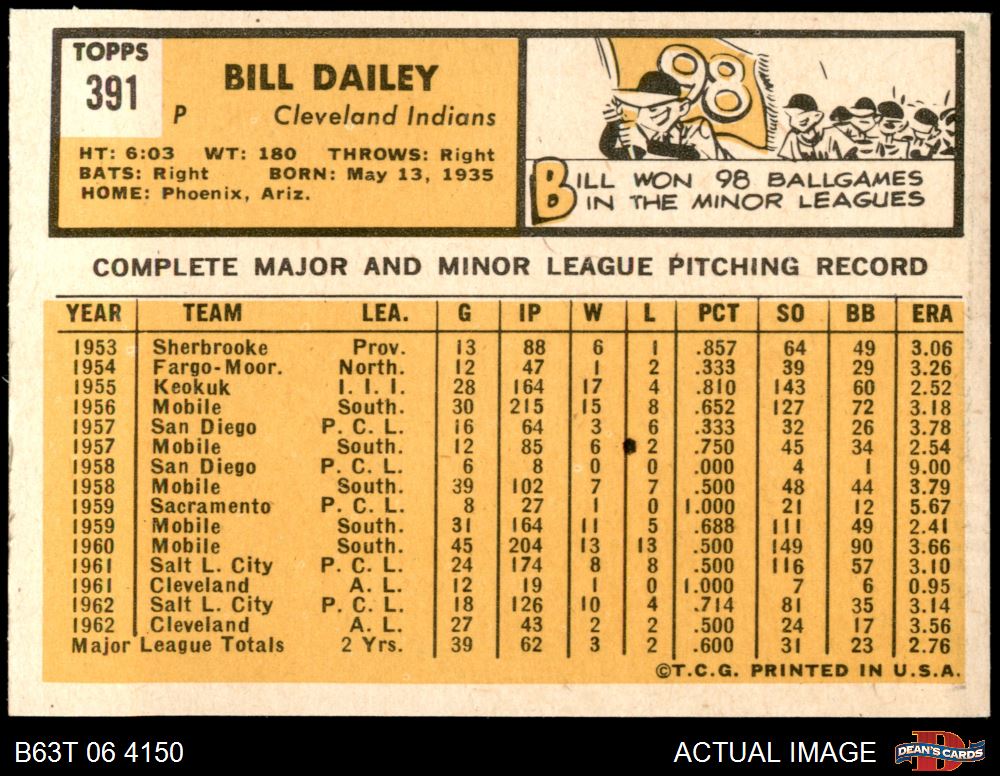 TOPPS
391
BILL DAILEY
P Cleveland Indians
HT: 6:03 WT: 180 THROWS: Right
BATS: Right BORN: May 13, 1935
HOME: Phoenix, Ariz.
98
BILL WON 98 BALLGAMES
IN THE MINOR LEAGUES
COMPLETE MAJOR AND MINOR LEAGUE PITCHING RECORD
YEAR TEAM LEA. G IP W L PCT SO BB ERA
1953 Sherbrooke Prov. 13 88 6 1 .857 64 49 3.06
1954 Fargo-Moor. North. 12 47 1 2 .333 39 29 3.26
1955 Keokuk I. I. I. 28 164 17 4 .810 143 60 2.52
1956 Mobile South. 30 215 15 8 .652 127 72 3.18
1957 San Diego P. C. L. 16 64 3 6 .333 32 26 3.78
1957 Mobile South. 12 85 6 2 .750 45 34 2.54
1958 San Diego P. C. L. 6 8 0 0 .000 4 1 9.00
1958 Mobile South. 39 102 7 7 .500 48 44 3.79
1959 Sacramento P. C. L. 8 27 1 0 1.000 21 12 5.67
1959 Mobile South. 31 164 11 5 .688 111 49 2.41
1960 Mobile South. 45 204 13 13 .500 149 90 3.66
1961 Salt L. City P. C. L. 24 174 8 8 .500 116 57 3.10
1961 Cleveland A. L. 12 19 1 0 1.000 7 6 0.95
1962 Salt L. City P. C. L. 18 126 10 4 .714 81 35 3.14
1962 Cleveland A. L. 27 43 2 2 .500 24 17 3.56
Major League Totals 2 Yrs. 39 62 3 2 .600 31 23 2.76
©T.C.G. PRINTED IN U.S.A.
B63T 06 4150 ACTUAL IMAGE DEAN'S CARDS